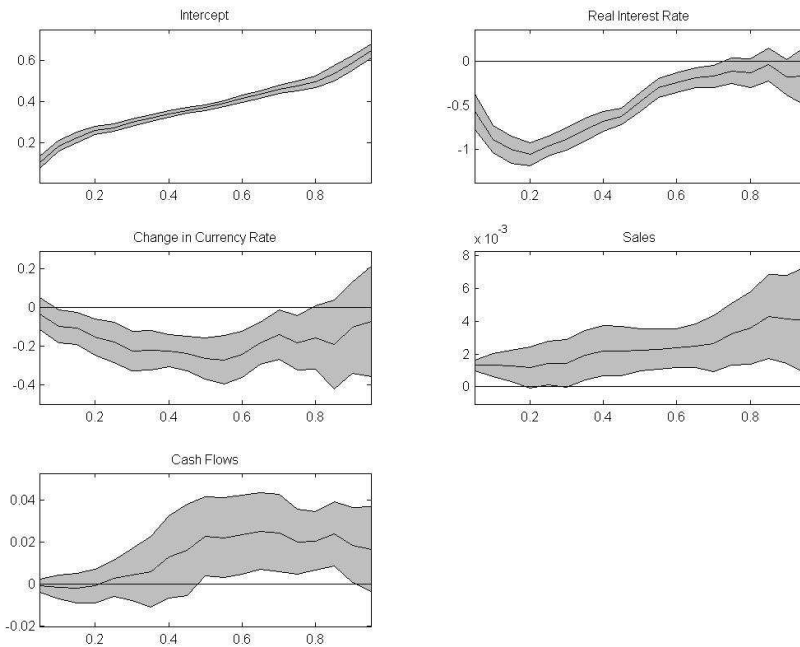 Intercept
0.6
0.4
0.2
0.2 0.4 0.6 0.8
Real Interest Rate
0
-0.5
-1
0.2 0.4 0.6 0.8
Change in Currency Rate
0.2
0
-0.2
-0.4
0.2 0.4 0.6 0.8
Sales
x 10^-3
8
6
4
2
0
0.2 0.4 0.6 0.8
Cash Flows
0.04
0.02
0
-0.02
0.2 0.4 0.6 0.8